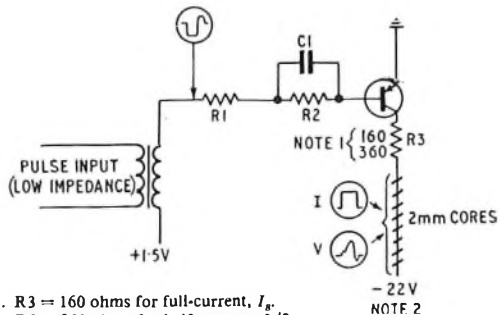 C1
R1
R2
NOTE 1 { 160 R3
360
PULSE INPUT
(LOW IMPEDANCE)
I
2mm CORES
V
+1·5V
−22V
NOTE 2
. R3 = 160 ohms for full-current, Is.